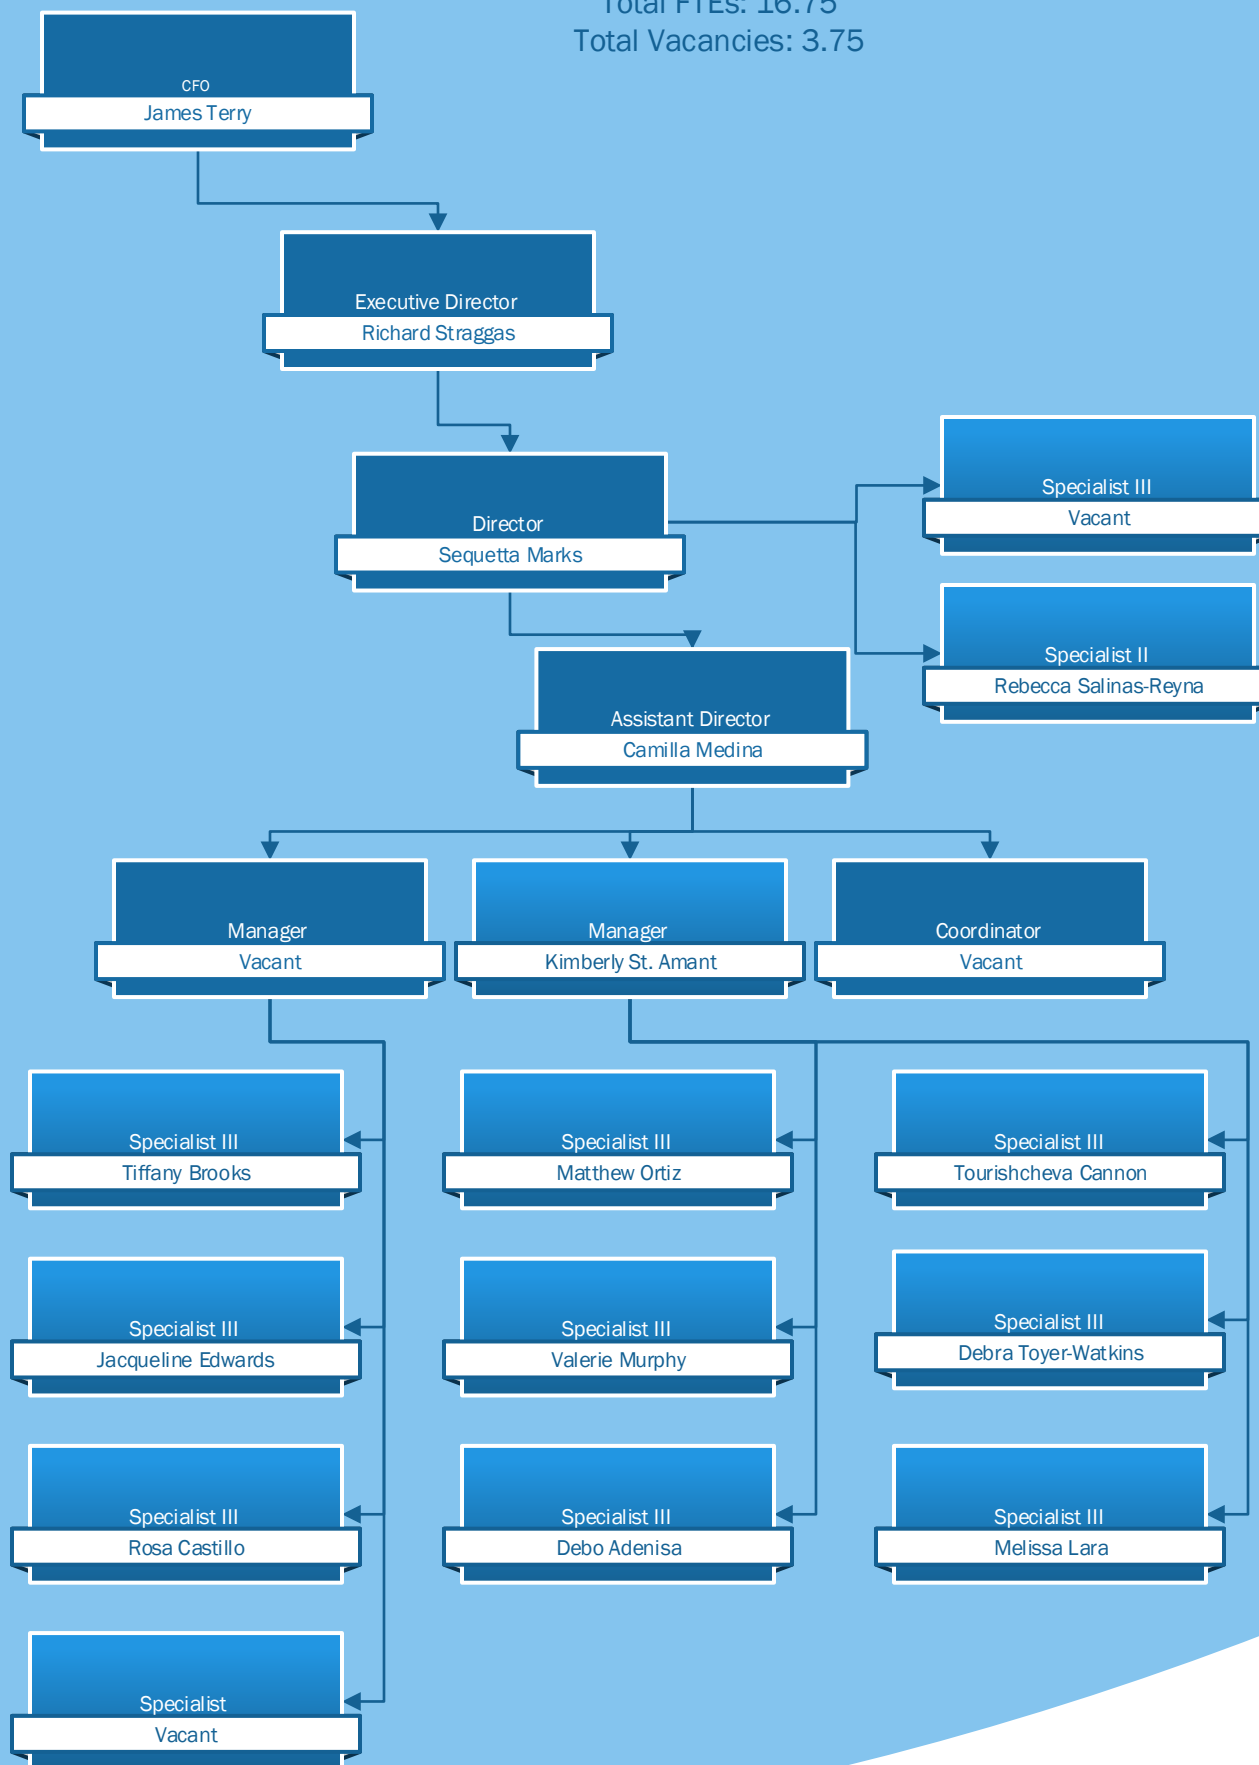 Total FTEs: 16.75
Total Vacancies: 3.75
CFO
James Terry
Executive Director
Richard Straggas
Director
Sequetta Marks
Specialist III
Vacant
Specialist II
Rebecca Salinas-Reyna
Assistant Director
Camilla Medina
Manager
Vacant
Manager
Kimberly St. Amant
Coordinator
Vacant
Specialist III
Tiffany Brooks
Specialist III
Matthew Ortiz
Specialist III
Tourishcheva Cannon
Specialist III
Jacqueline Edwards
Specialist III
Valerie Murphy
Specialist III
Debra Toyer-Watkins
Specialist III
Rosa Castillo
Specialist III
Debo Adenisa
Specialist III
Melissa Lara
Specialist
Vacant